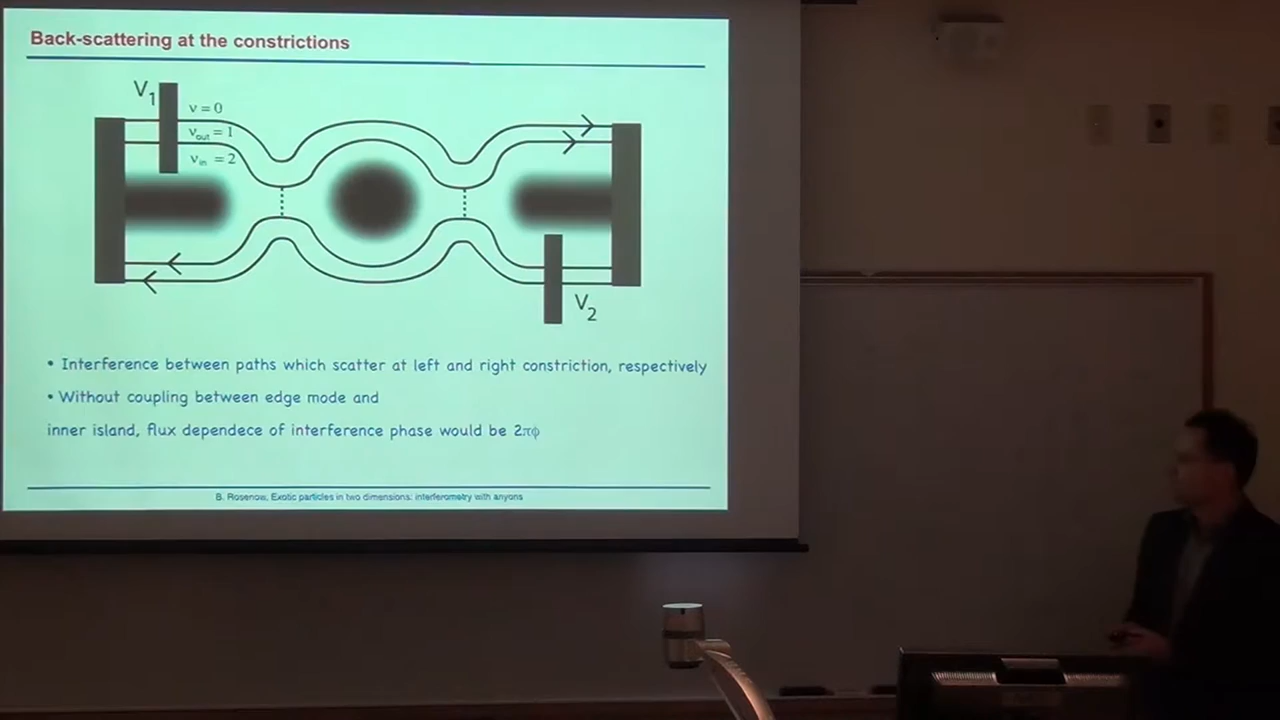 Back-scattering at the constrictions
V₁
ν = 0
ν_out = 1
ν_in = 2
V₂
• Interference between paths which scatter at left and right constriction, respectively
• Without coupling between edge mode and
inner island, flux dependece of interference phase would be 2πφ
B. Rosenow, Exotic particles in two dimensions: interferometry with anyons